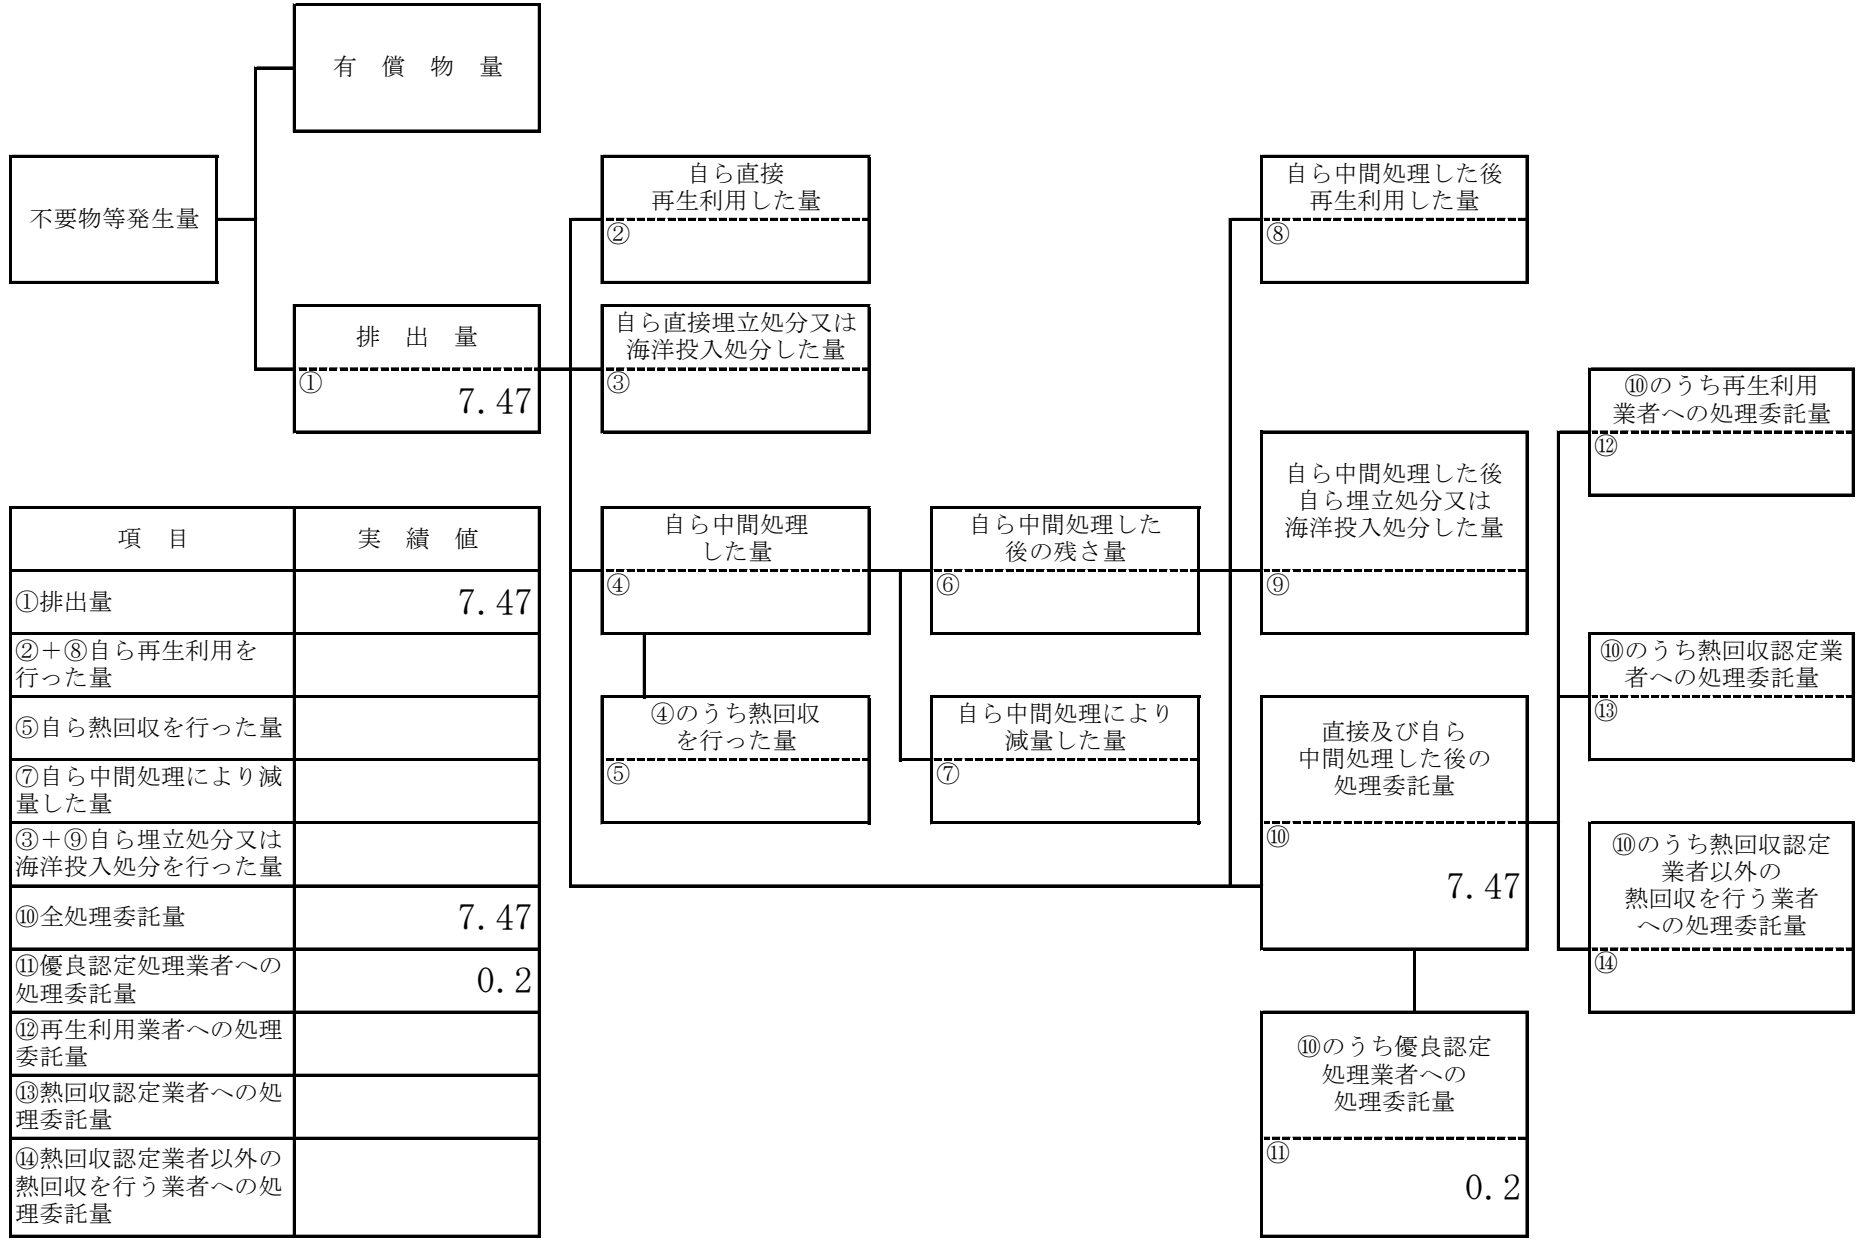 有　償　物　量
不要物等発生量
排　出　量
①
7.47
自ら直接
再生利用した量
②
自ら直接埋立処分又は
海洋投入処分した量
③
自ら中間処理
した量
④
④のうち熱回収
を行った量
⑤
自ら中間処理した
後の残さ量
⑥
自ら中間処理により
減量した量
⑦
自ら中間処理した後
再生利用した量
⑧
自ら中間処理した後
自ら埋立処分又は
海洋投入処分した量
⑨
直接及び自ら
中間処理した後の
処理委託量
⑩
7.47
⑩のうち優良認定
処理業者への
処理委託量
⑪
0.2
⑩のうち再生利用
業者への処理委託量
⑫
⑩のうち熱回収認定業
者への処理委託量
⑬
⑩のうち熱回収認定
業者以外の
熱回収を行う業者
への処理委託量
⑭
項　目　実　績　値
①排出量　7.47
②＋⑧自ら再生利用を
行った量
⑤自ら熱回収を行った量
⑦自ら中間処理により減
量した量
③＋⑨自ら埋立処分又は
海洋投入処分を行った量
⑩全処理委託量　7.47
⑪優良認定処理業者への
処理委託量　0.2
⑫再生利用業者への処理
委託量
⑬熱回収認定業者への処
理委託量
⑭熱回収認定業者以外の
熱回収を行う業者への処
理委託量